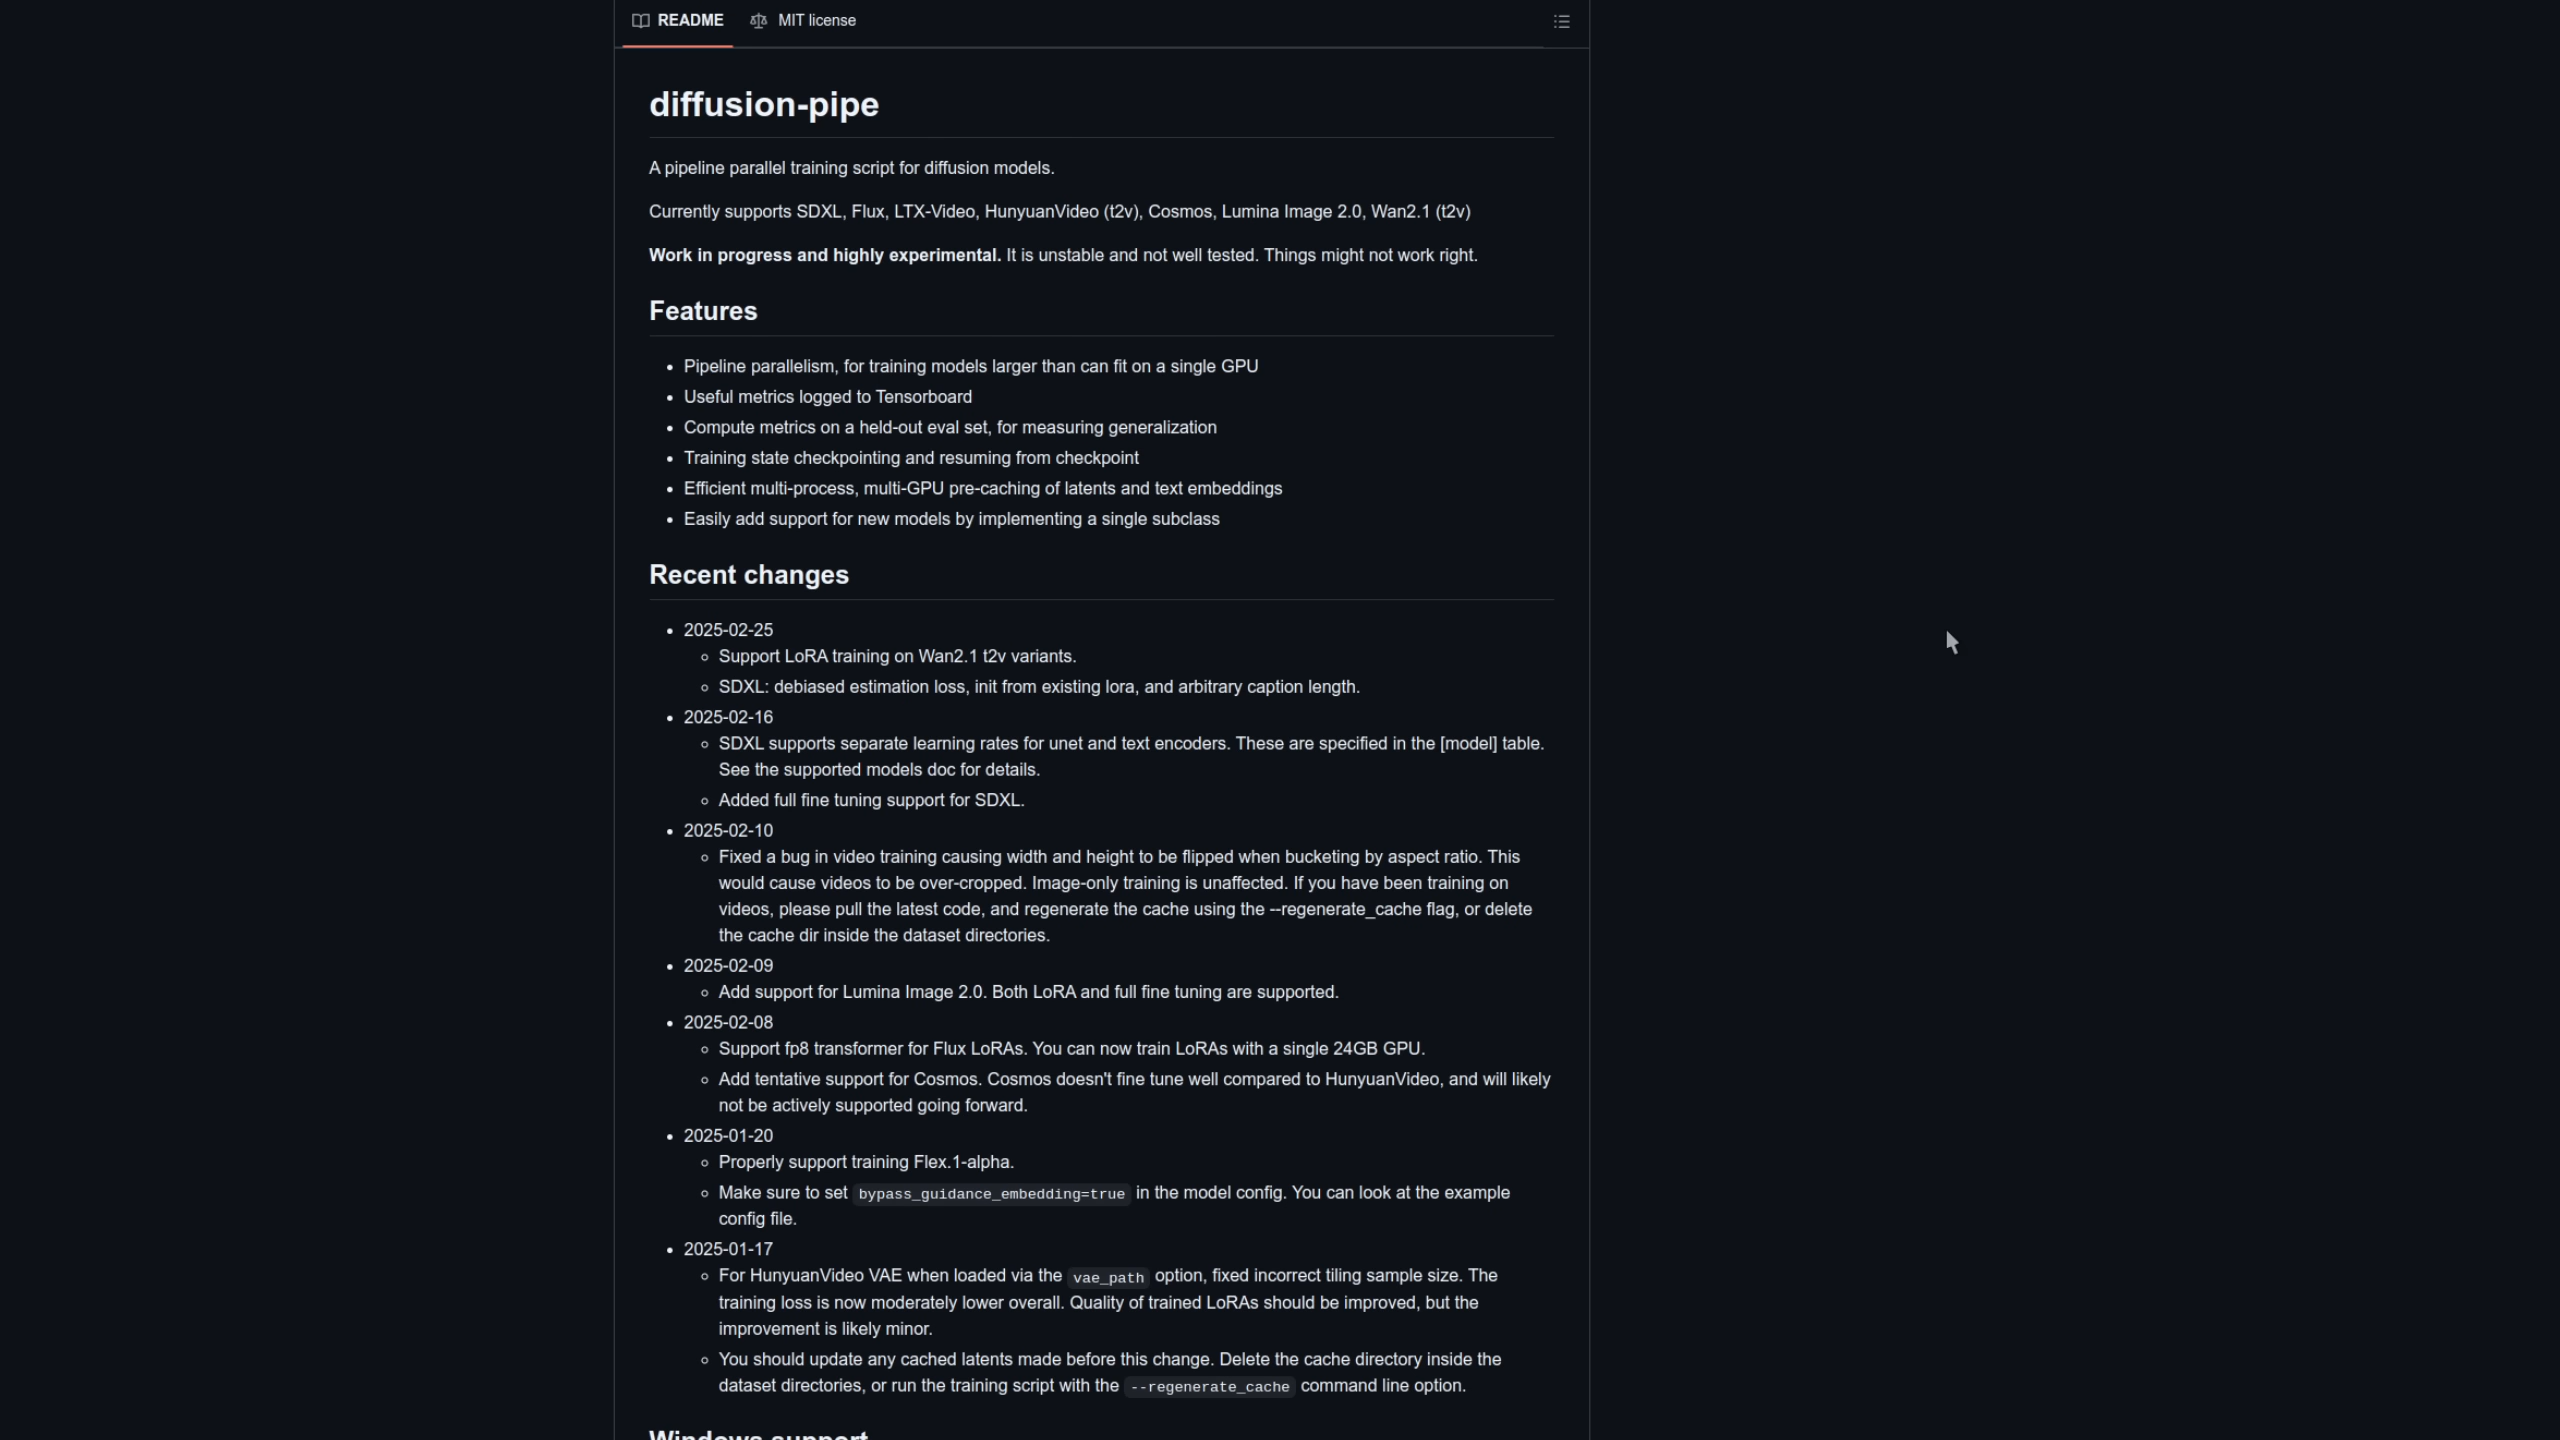 README
MIT license
diffusion-pipe
A pipeline parallel training script for diffusion models.
Currently supports SDXL, Flux, LTX-Video, HunyuanVideo (t2v), Cosmos, Lumina Image 2.0, Wan2.1 (t2v)
Work in progress and highly experimental. It is unstable and not well tested. Things might not work right.
Features
Pipeline parallelism, for training models larger than can fit on a single GPU
Useful metrics logged to Tensorboard
Compute metrics on a held-out eval set, for measuring generalization
Training state checkpointing and resuming from checkpoint
Efficient multi-process, multi-GPU pre-caching of latents and text embeddings
Easily add support for new models by implementing a single subclass
Recent changes
2025-02-25
Support LoRA training on Wan2.1 t2v variants.
SDXL: debiased estimation loss, init from existing lora, and arbitrary caption length.
2025-02-16
SDXL supports separate learning rates for unet and text encoders. These are specified in the [model] table.
See the supported models doc for details.
Added full fine tuning support for SDXL.
2025-02-10
Fixed a bug in video training causing width and height to be flipped when bucketing by aspect ratio. This
would cause videos to be over-cropped. Image-only training is unaffected. If you have been training on
videos, please pull the latest code, and regenerate the cache using the --regenerate_cache flag, or delete
the cache dir inside the dataset directories.
2025-02-09
Add support for Lumina Image 2.0. Both LoRA and full fine tuning are supported.
2025-02-08
Support fp8 transformer for Flux LoRAs. You can now train LoRAs with a single 24GB GPU.
Add tentative support for Cosmos. Cosmos doesn't fine tune well compared to HunyuanVideo, and will likely
not be actively supported going forward.
2025-01-20
Properly support training Flex.1-alpha.
Make sure to set bypass_guidance_embedding=true in the model config. You can look at the example
config file.
2025-01-17
For HunyuanVideo VAE when loaded via the vae_path option, fixed incorrect tiling sample size. The
training loss is now moderately lower overall. Quality of trained LoRAs should be improved, but the
improvement is likely minor.
You should update any cached latents made before this change. Delete the cache directory inside the
dataset directories, or run the training script with the --regenerate_cache command line option.
Windows support